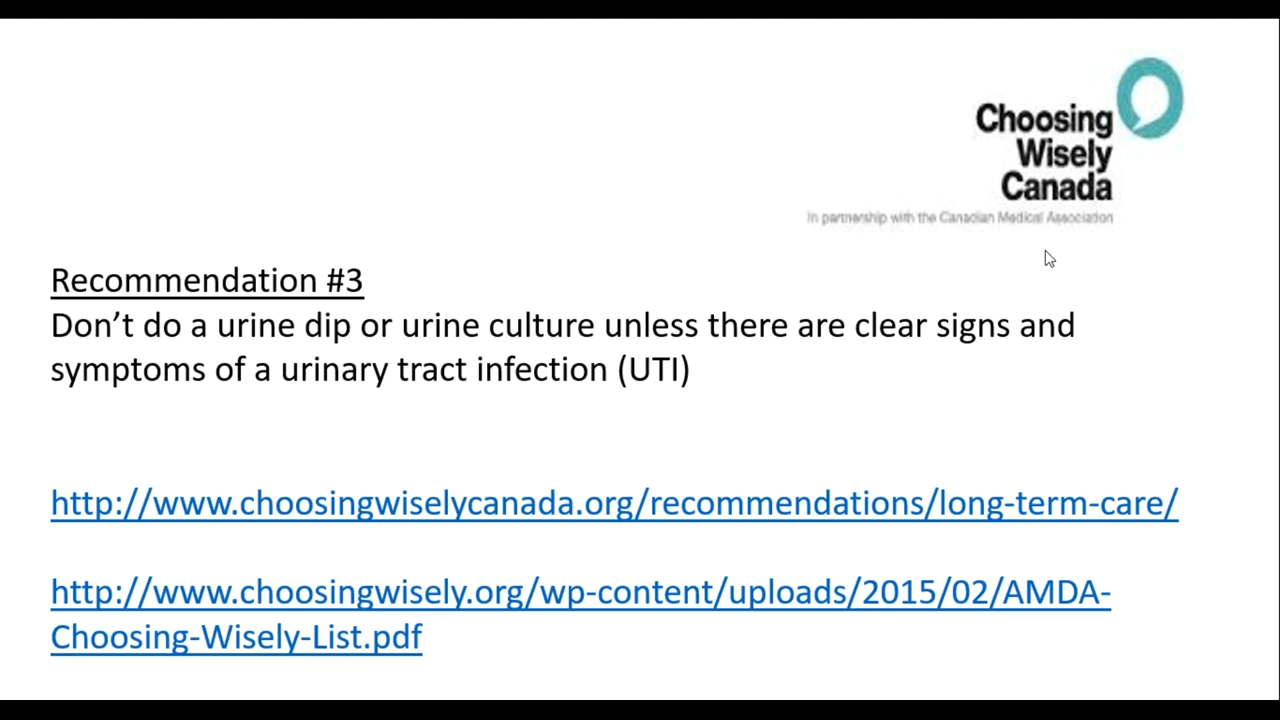 Choosing
Wisely
Canada
In partnership with the Canadian Medical Association
Recommendation #3
Don’t do a urine dip or urine culture unless there are clear signs and
symptoms of a urinary tract infection (UTI)
http://www.choosingwiselycanada.org/recommendations/long-term-care/
http://www.choosingwisely.org/wp-content/uploads/2015/02/AMDA-
Choosing-Wisely-List.pdf